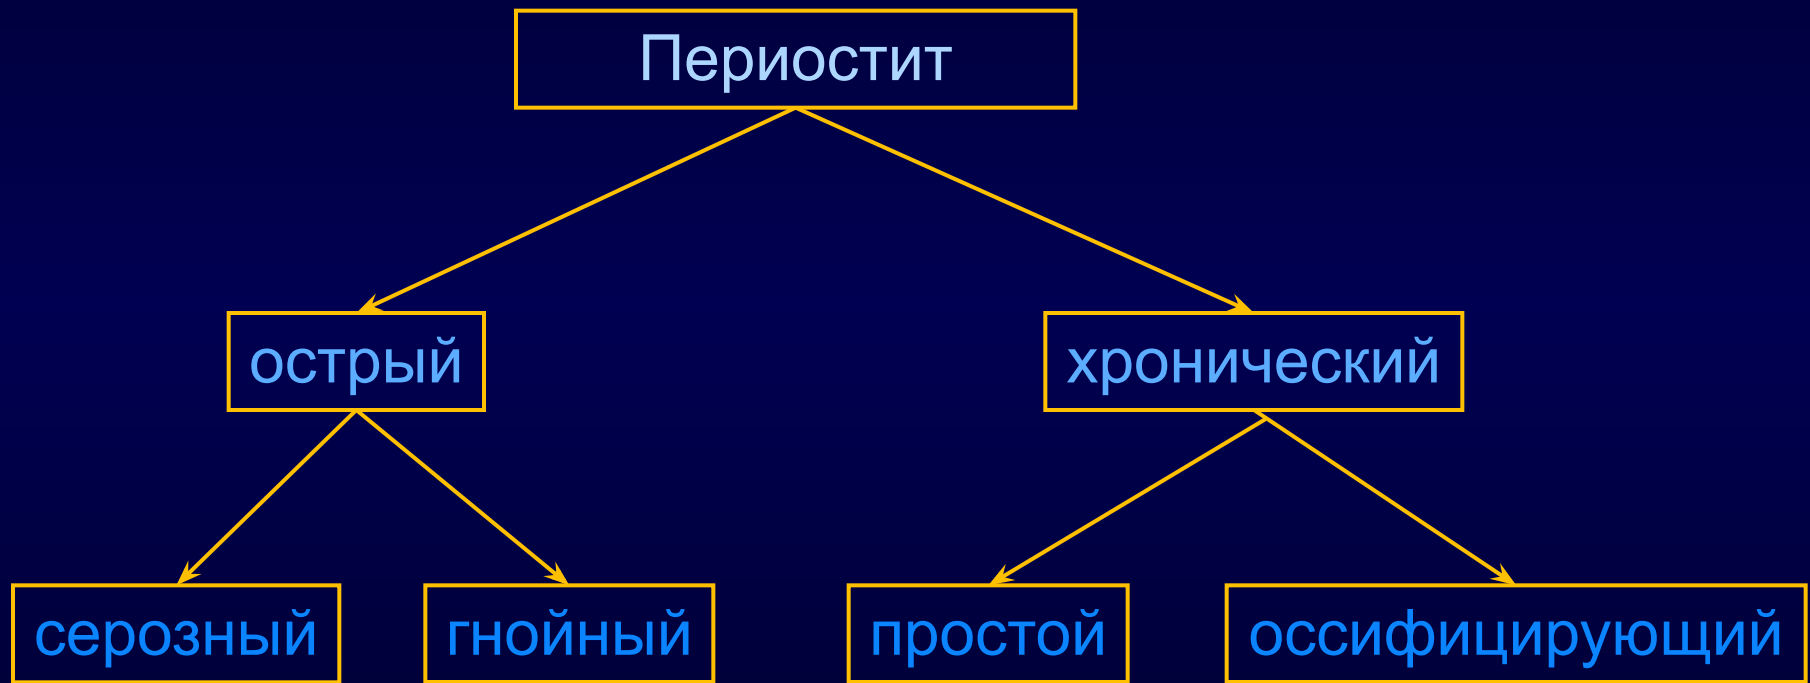 Периостит
острый
хронический
серозный
гнойный
простой
оссифицирующий